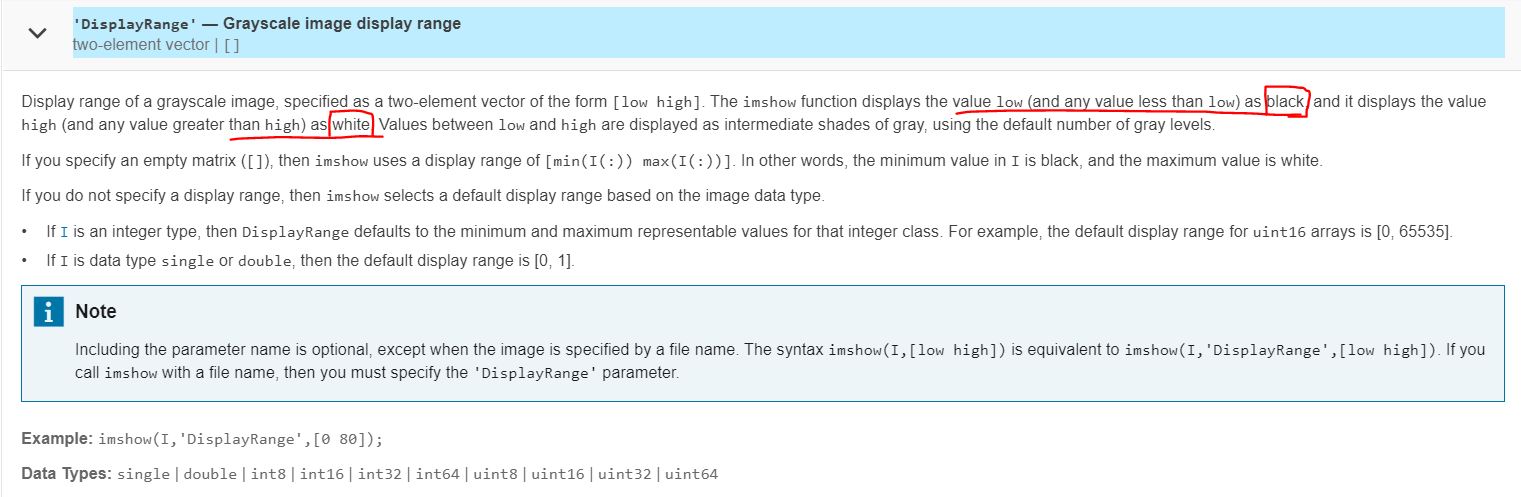 'DisplayRange' — Grayscale image display range
two-element vector | []
Display range of a grayscale image, specified as a two-element vector of the form [low high]. The imshow function displays the value low (and any value less than low) as black, and it displays the value
high (and any value greater than high) as white. Values between low and high are displayed as intermediate shades of gray, using the default number of gray levels.
If you specify an empty matrix ([]), then imshow uses a display range of [min(I(:)) max(I(:))]. In other words, the minimum value in I is black, and the maximum value is white.
If you do not specify a display range, then imshow selects a default display range based on the image data type.
• If I is an integer type, then DisplayRange defaults to the minimum and maximum representable values for that integer class. For example, the default display range for uint16 arrays is [0, 65535].
• If I is data type single or double, then the default display range is [0, 1].
i Note
Including the parameter name is optional, except when the image is specified by a file name. The syntax imshow(I,[low high]) is equivalent to imshow(I,'DisplayRange',[low high]). If you
call imshow with a file name, then you must specify the 'DisplayRange' parameter.
Example: imshow(I,'DisplayRange',[0 80]);
Data Types: single | double | int8 | int16 | int32 | int64 | uint8 | uint16 | uint32 | uint64